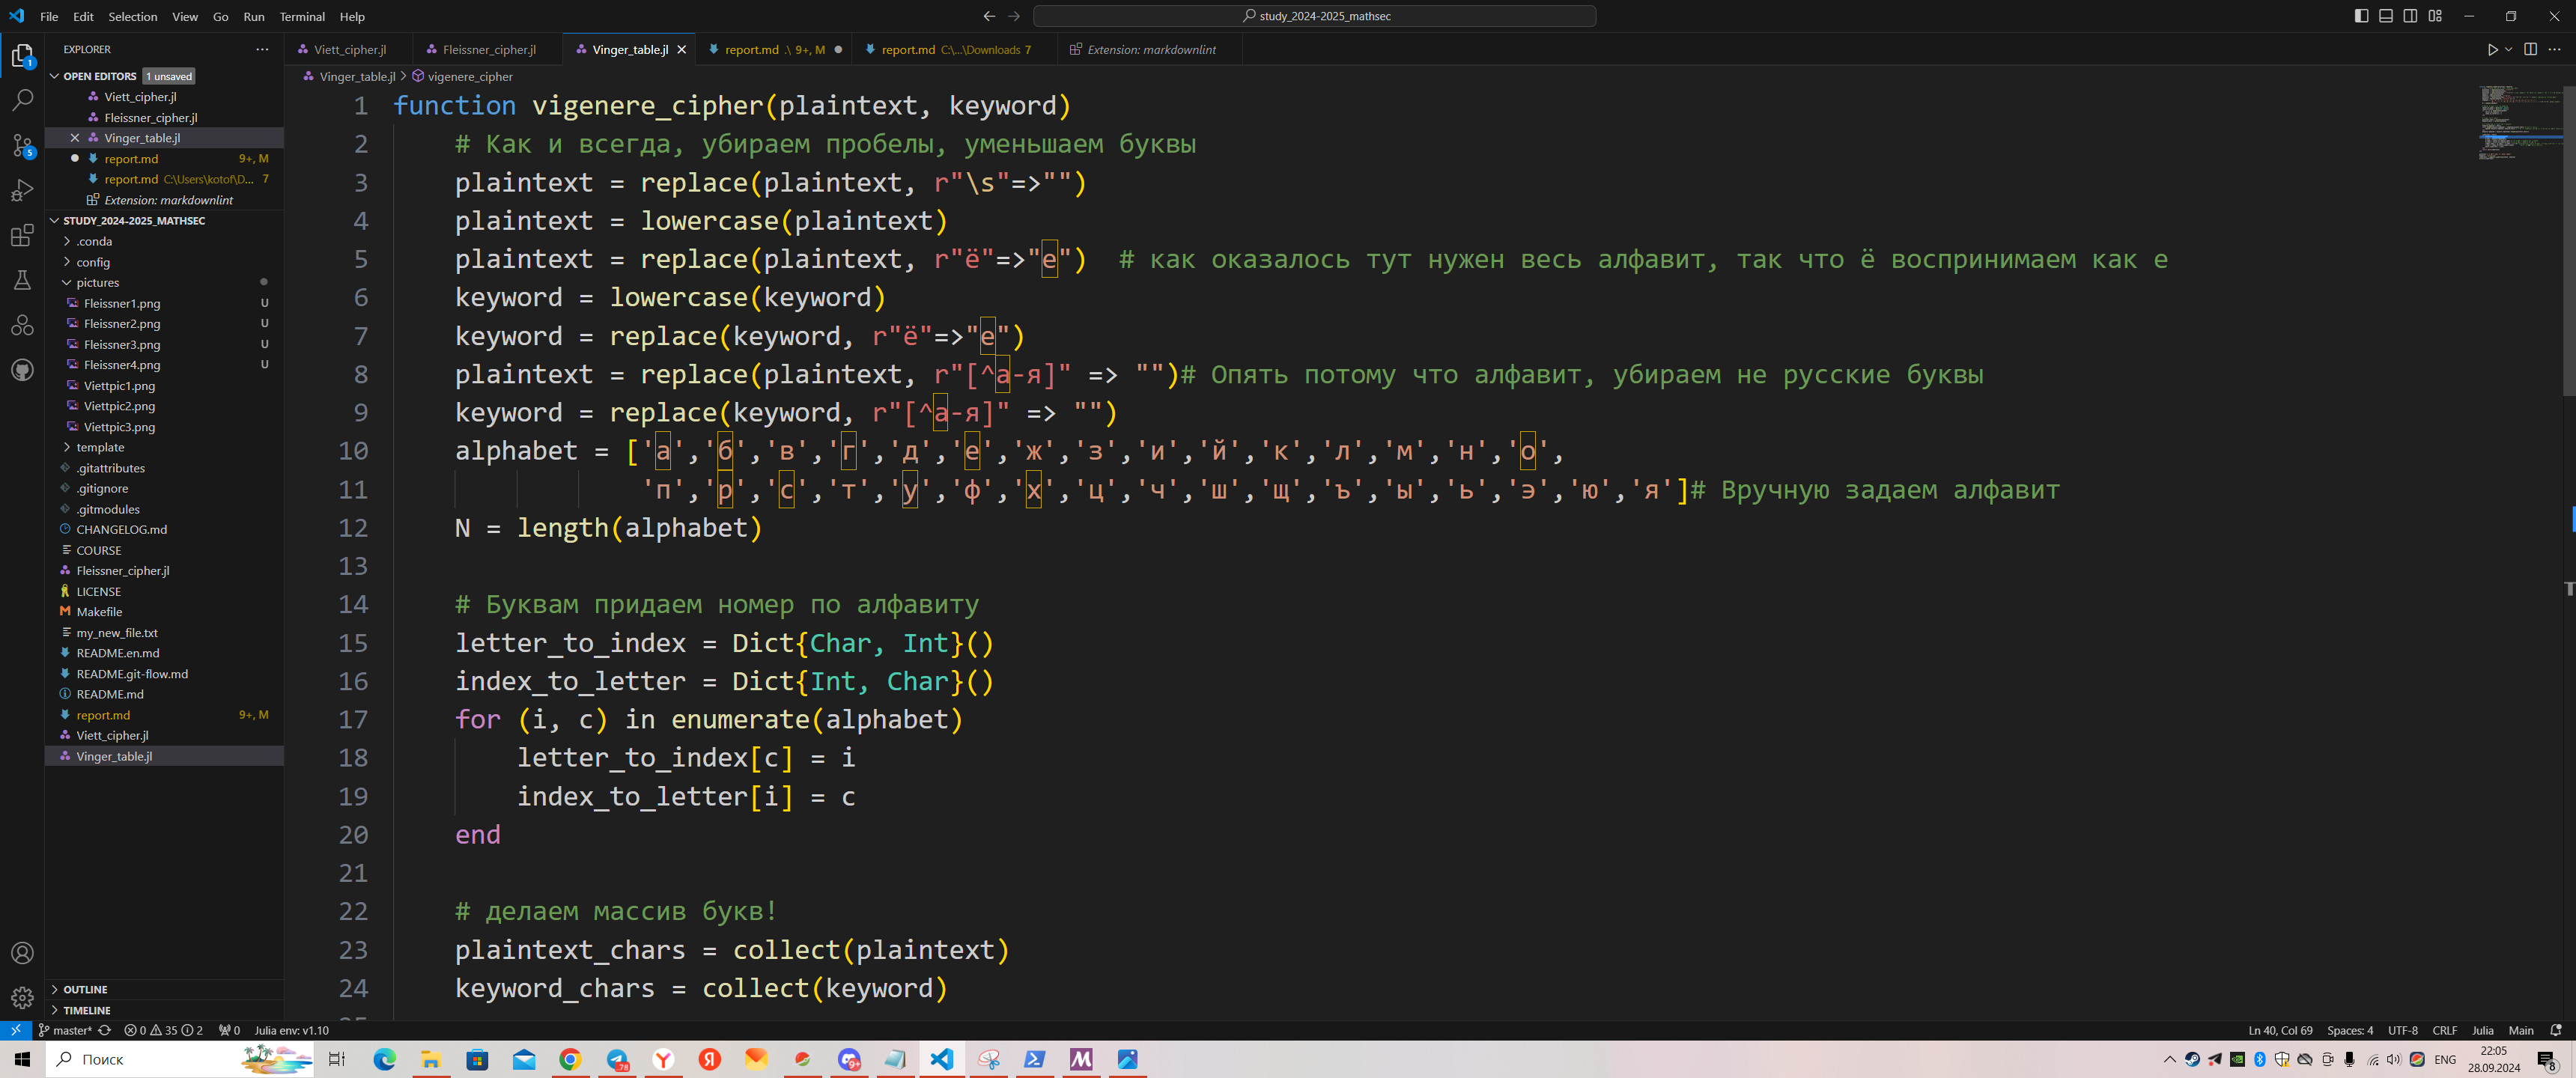 File Edit Selection View Go Run Terminal Help
study_2024-2025_mathsec
EXPLORER
OPEN EDITORS 1 unsaved
Viett_cipher.jl
Fleissner_cipher.jl
Vinger_table.jl
report.md 9+, M
report.md C:\Users\kotof\D... 7
Extension: markdownlint
STUDY_2024-2025_MATHSEC
.conda
config
pictures
Fleissner1.png U
Fleissner2.png U
Fleissner3.png U
Fleissner4.png U
Viettpic1.png
Viettpic2.png
Viettpic3.png
template
.gitattributes
.gitignore
.gitmodules
CHANGELOG.md
COURSE
Fleissner_cipher.jl
LICENSE
Makefile
my_new_file.txt
README.en.md
README.git-flow.md
README.md
report.md 9+, M
Viett_cipher.jl
Vinger_table.jl
OUTLINE
TIMELINE
Viett_cipher.jl Fleissner_cipher.jl Vinger_table.jl report.md .\ 9+, M report.md C:\...\Downloads 7 Extension: markdownlint
Vinger_table.jl > vigenere_cipher
1 function vigenere_cipher(plaintext, keyword)
2 # Как и всегда, убираем пробелы, уменьшаем буквы
3 plaintext = replace(plaintext, r"\s"=>"")
4 plaintext = lowercase(plaintext)
5 plaintext = replace(plaintext, r"ё"=>"е") # как оказалось тут нужен весь алфавит, так что ё воспринимаем как е
6 keyword = lowercase(keyword)
7 keyword = replace(keyword, r"ё"=>"е")
8 plaintext = replace(plaintext, r"[^а-я]" => "")# Опять потому что алфавит, убираем не русские буквы
9 keyword = replace(keyword, r"[^а-я]" => "")
10 alphabet = ['а','б','в','г','д','е','ж','з','и','й','к','л','м','н','о',
11 'п','р','с','т','у','ф','х','ц','ч','ш','щ','ъ','ы','ь','э','ю','я']# Вручную задаем алфавит
12 N = length(alphabet)
13
14 # Буквам придаем номер по алфавиту
15 letter_to_index = Dict{Char, Int}()
16 index_to_letter = Dict{Int, Char}()
17 for (i, c) in enumerate(alphabet)
18 letter_to_index[c] = i
19 index_to_letter[i] = c
20 end
21
22 # делаем массив букв!
23 plaintext_chars = collect(plaintext)
24 keyword_chars = collect(keyword)
master* 0 35 2 0 Julia env: v1.10 Ln 40, Col 69 Spaces: 4 UTF-8 CRLF Julia Main
Поиск ENG 22:05
28.09.2024